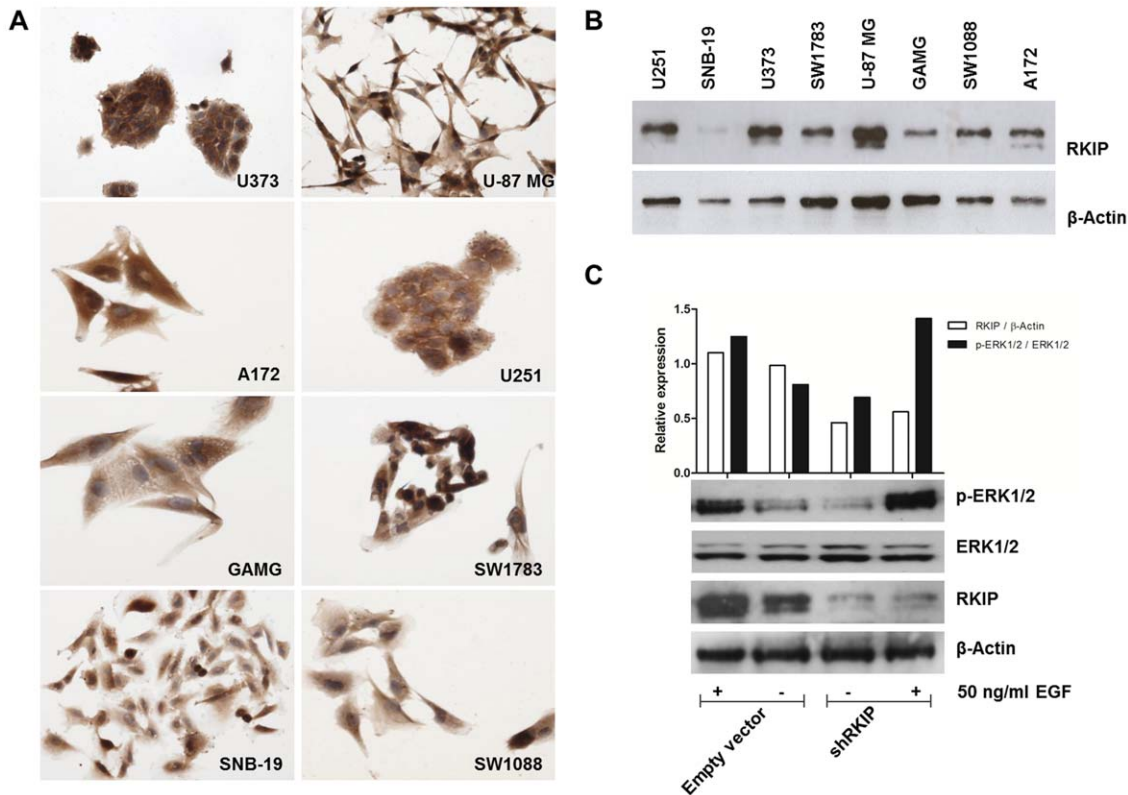 A
U373
U-87 MG
A172
U251
GAMG
SW1783
SNB-19
SW1088
B
U251
SNB-19
U373
SW1783
U-87 MG
GAMG
SW1088
A172
RKIP
β-Actin
C
Relative expression
1.5
1.0
0.5
0.0
RKIP / β-Actin
p-ERK1/2 / ERK1/2
p-ERK1/2
ERK1/2
RKIP
β-Actin
+ - - + 50 ng/ml EGF
Empty vector
shRKIP